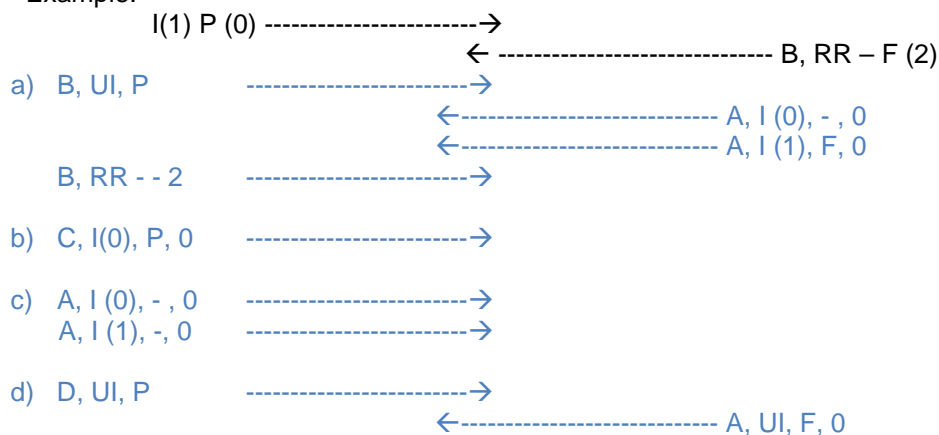 Example:
I(1) P (0) ------------------------→
← ------------------------------- B, RR – F (2)
a) B, UI, P -------------------------→
←----------------------------- A, I (0), - , 0
←----------------------------- A, I (1), F, 0
B, RR - - 2 -------------------------→
b) C, I(0), P, 0 -------------------------→
c) A, I (0), - , 0 -------------------------→
A, I (1), -, 0 -------------------------→
d) D, UI, P -------------------------→
←----------------------------- A, UI, F, 0